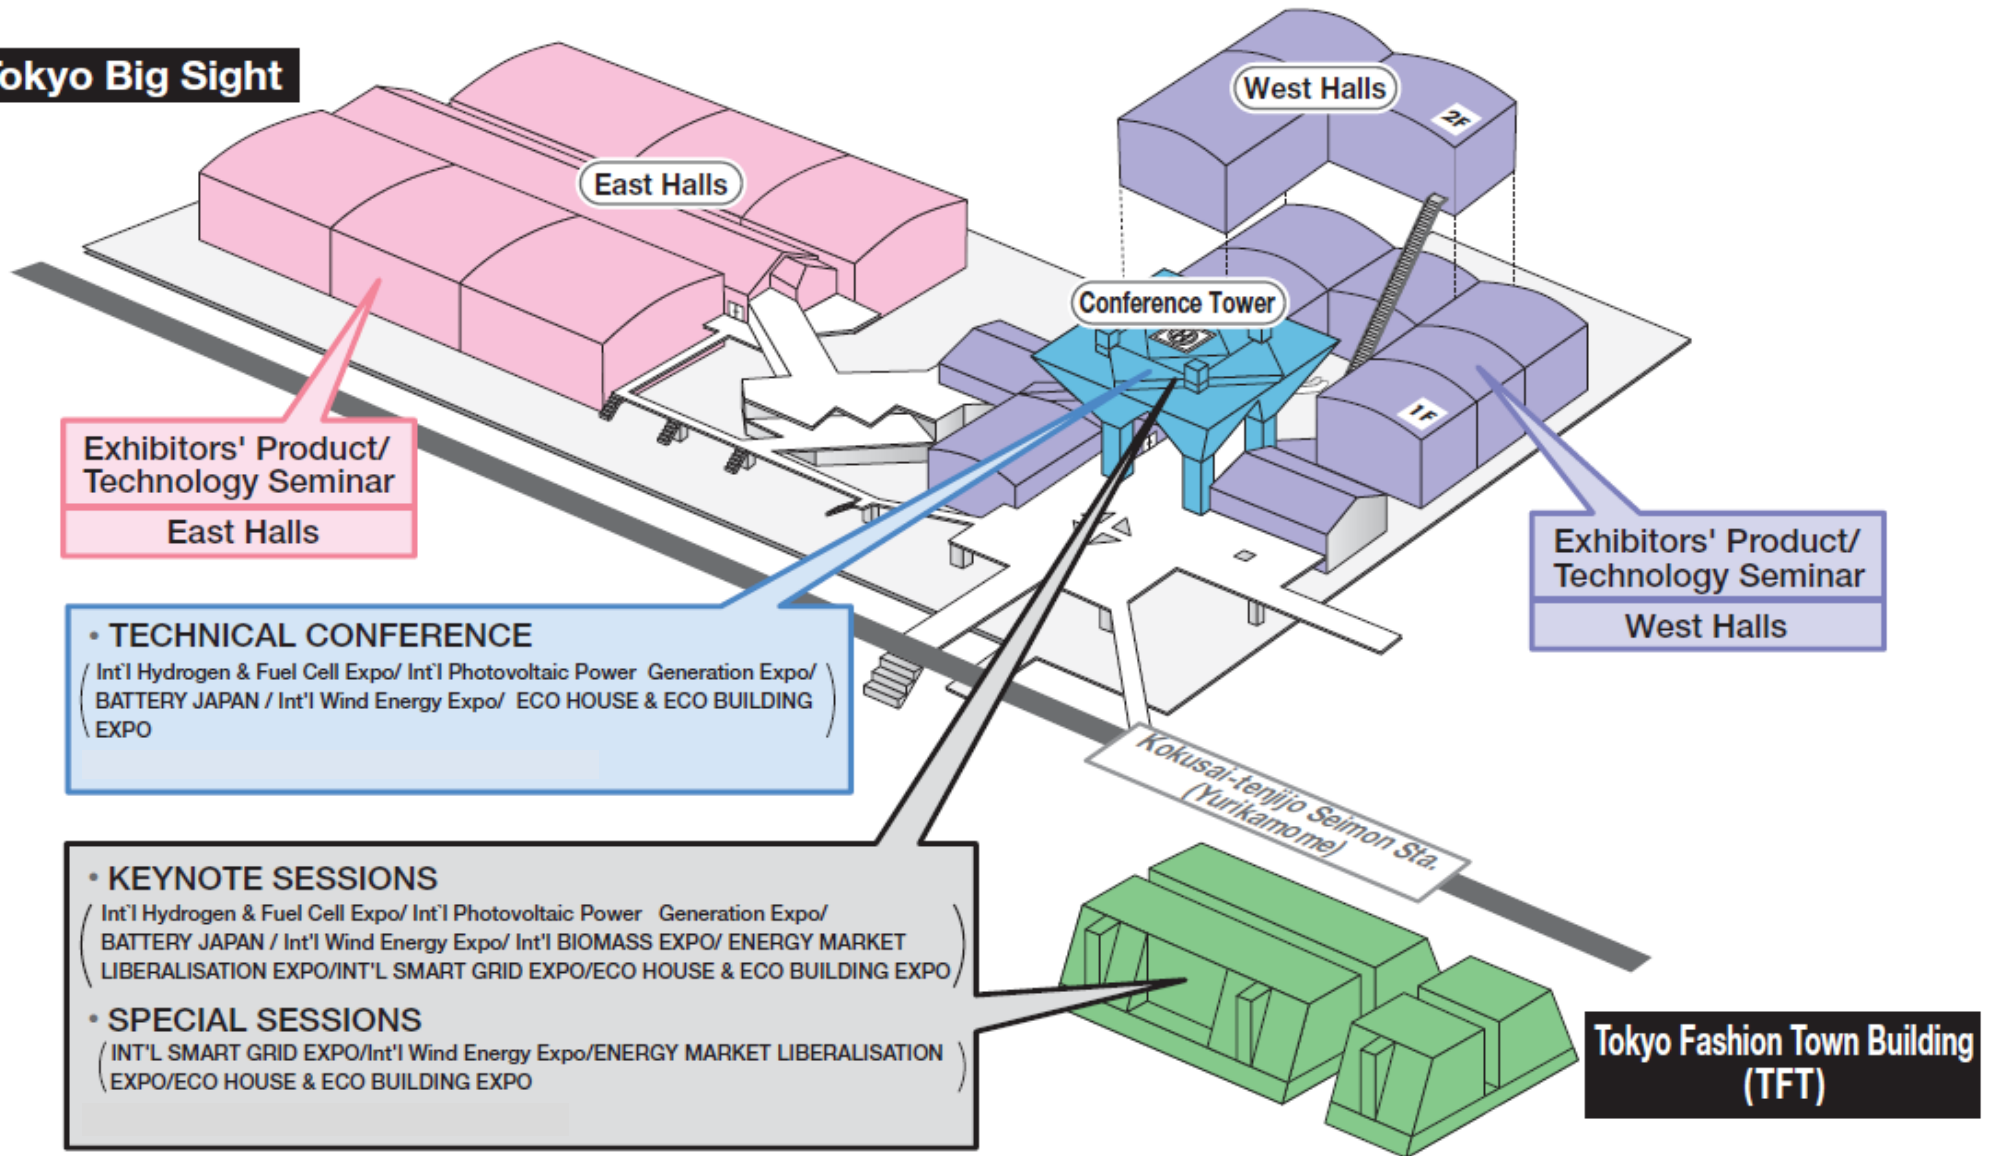 Tokyo Big Sight
West Halls
2F
East Halls
Conference Tower
1F
Exhibitors' Product/
Technology Seminar
East Halls
Exhibitors' Product/
Technology Seminar
West Halls
• TECHNICAL CONFERENCE
Int`l Hydrogen & Fuel Cell Expo/ Int`l Photovoltaic Power Generation Expo/
BATTERY JAPAN / Int'l Wind Energy Expo/ ECO HOUSE & ECO BUILDING
EXPO
Kokusai-tenjijo Seimon Sta.
(Yurikamome)
• KEYNOTE SESSIONS
Int`l Hydrogen & Fuel Cell Expo/ Int`l Photovoltaic Power Generation Expo/
BATTERY JAPAN / Int'l Wind Energy Expo/ Int'l BIOMASS EXPO/ ENERGY MARKET
LIBERALISATION EXPO/INT'L SMART GRID EXPO/ECO HOUSE & ECO BUILDING EXPO
• SPECIAL SESSIONS
INT'L SMART GRID EXPO/Int'l Wind Energy Expo/ENERGY MARKET LIBERALISATION
EXPO/ECO HOUSE & ECO BUILDING EXPO
Tokyo Fashion Town Building
(TFT)